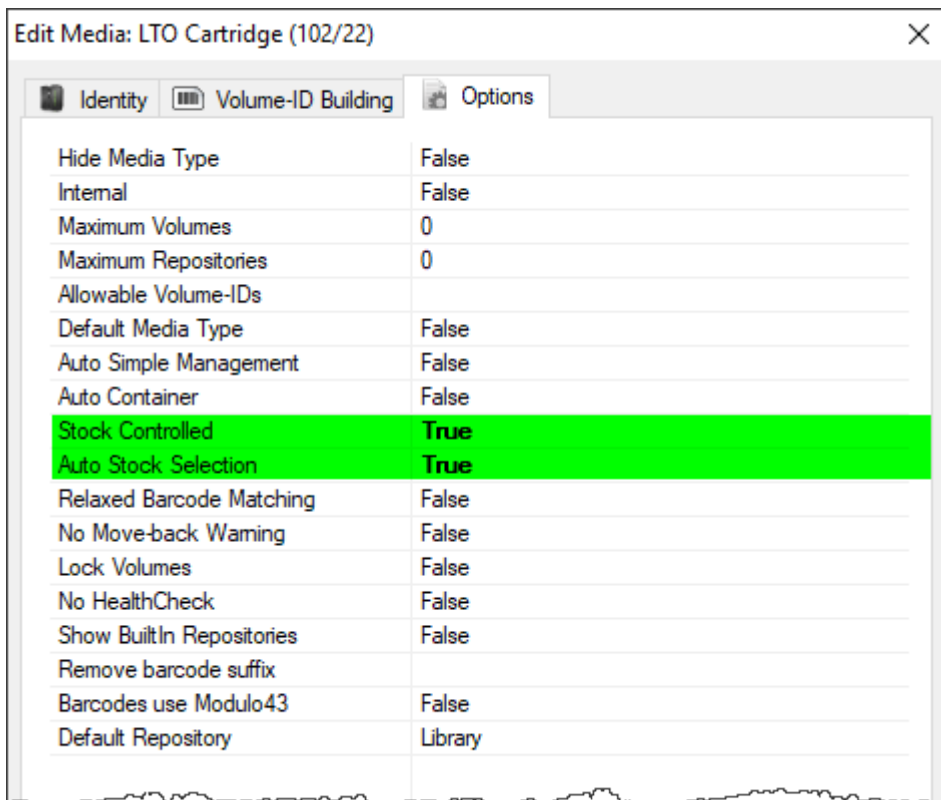 Edit Media: LTO Cartridge (102/22)
Identity Volume-ID Building Options
Hide Media Type False
Internal False
Maximum Volumes 0
Maximum Repositories 0
Allowable Volume-IDs
Default Media Type False
Auto Simple Management False
Auto Container False
Stock Controlled True
Auto Stock Selection True
Relaxed Barcode Matching False
No Move-back Warning False
Lock Volumes False
No HealthCheck False
Show BuiltIn Repositories False
Remove barcode suffix
Barcodes use Modulo43 False
Default Repository Library